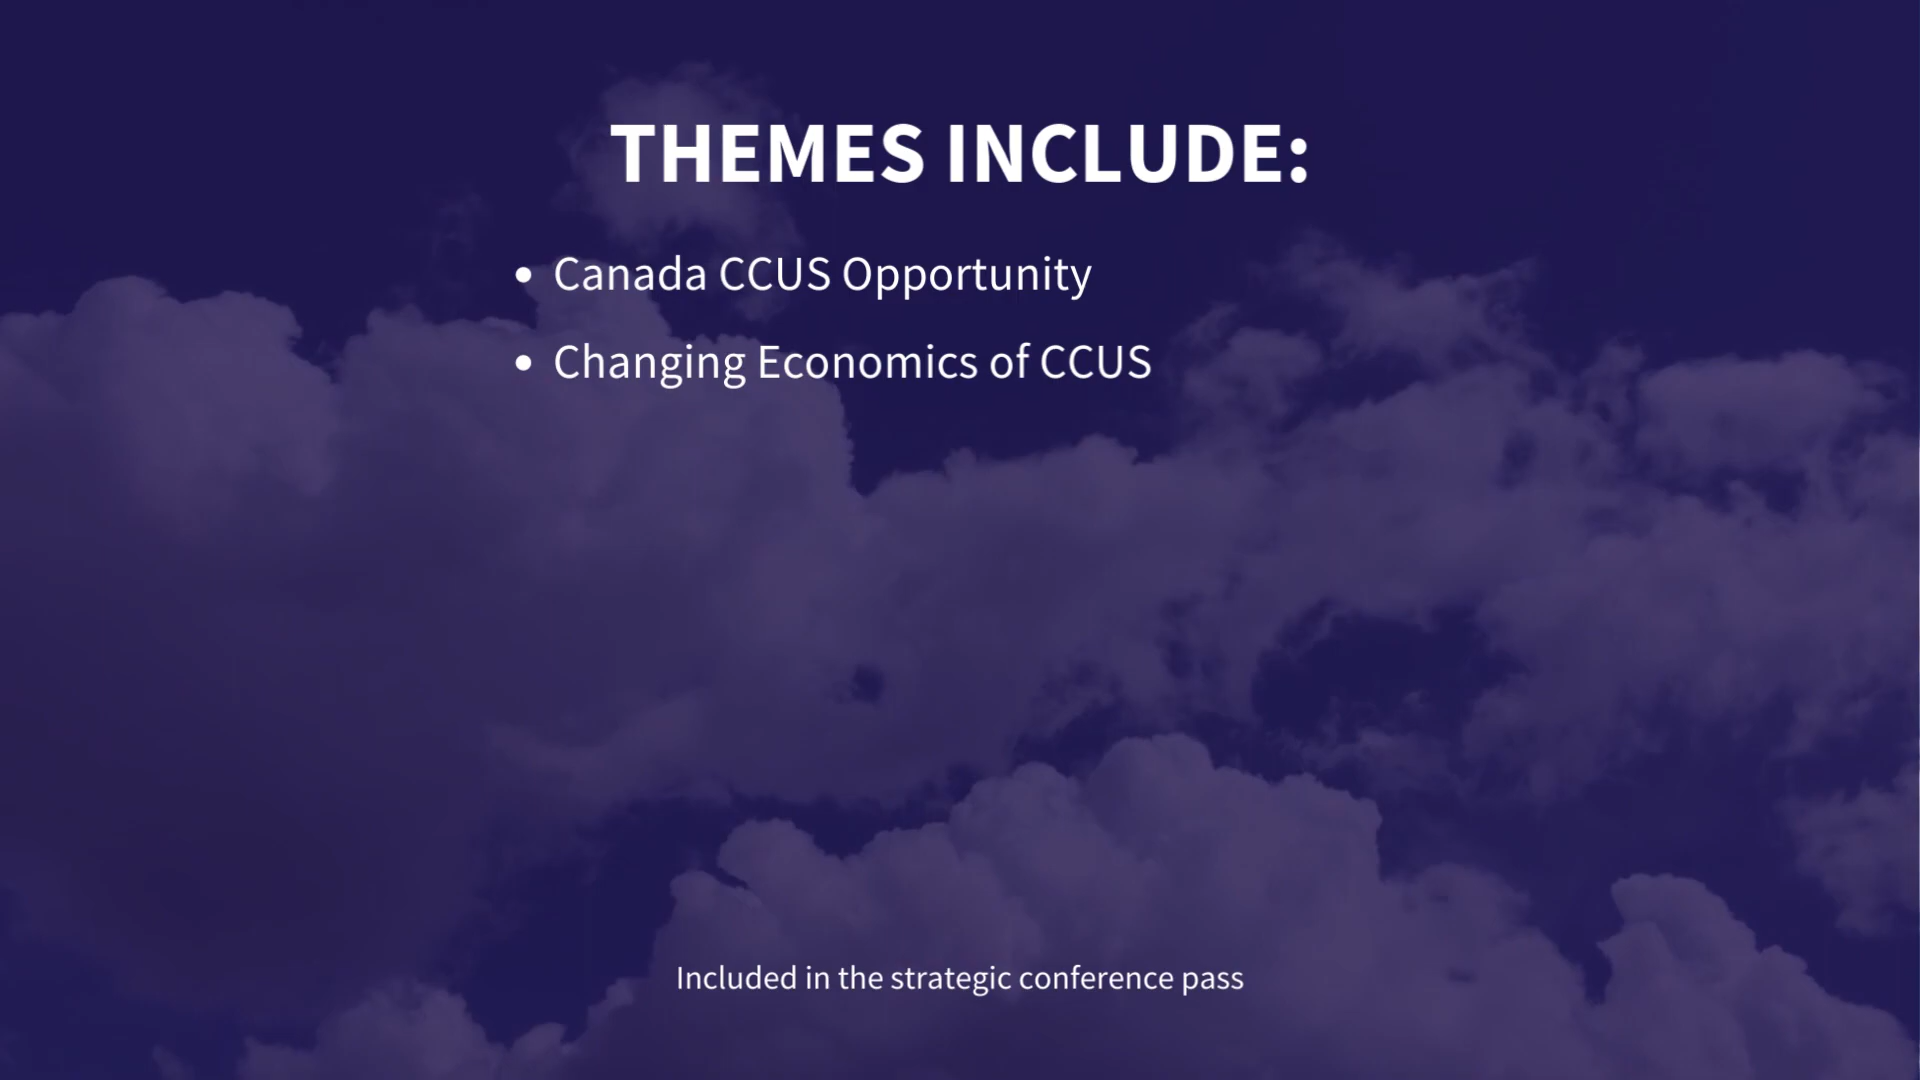 THEMES INCLUDE:
• Canada CCUS Opportunity
• Changing Economics of CCUS
Included in the strategic conference pass